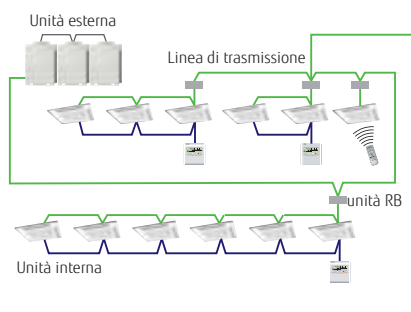 Unità esterna
Linea di trasmissione
unità RB
Unità interna